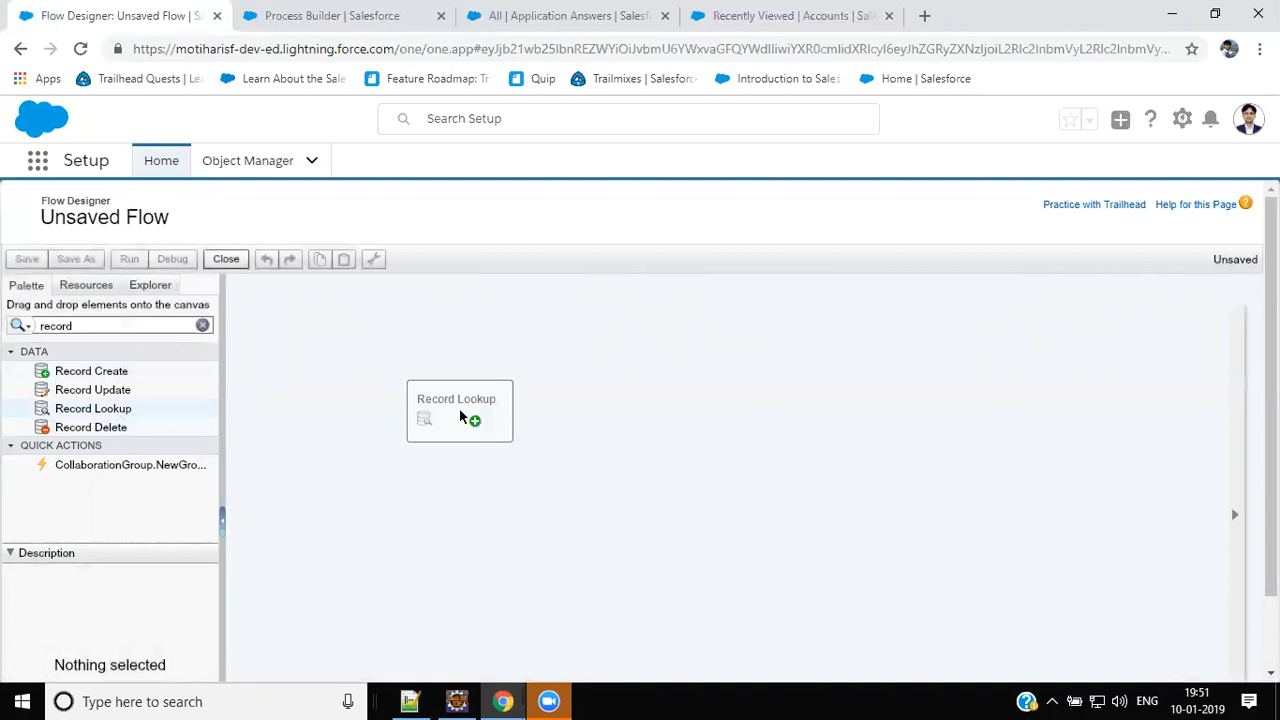 Flow Designer: Unsaved Flow | S
Process Builder | Salesforce
All | Application Answers | Salesf
Recently Viewed | Accounts | Sa
https://motiharisf-dev-ed.lightning.force.com/one/one.app#
Apps
Trailhead Quests | Le
Learn About the Sale
Feature Roadmap: Tr
Quip
Trailmixes | Salesforc
Introduction to Sales
Home | Salesforce
Search Setup
Setup
Home
Object Manager
Flow Designer
Unsaved Flow
Practice with Trailhead
Help for this Page
Save
Save As
Run
Debug
Close
Unsaved
Palette
Resources
Explorer
Drag and drop elements onto the canvas
record
DATA
Record Create
Record Update
Record Lookup
Record Delete
QUICK ACTIONS
CollaborationGroup.NewGro...
Record Lookup
Description
Nothing selected
Type here to search
ENG
19:51
10-01-2019